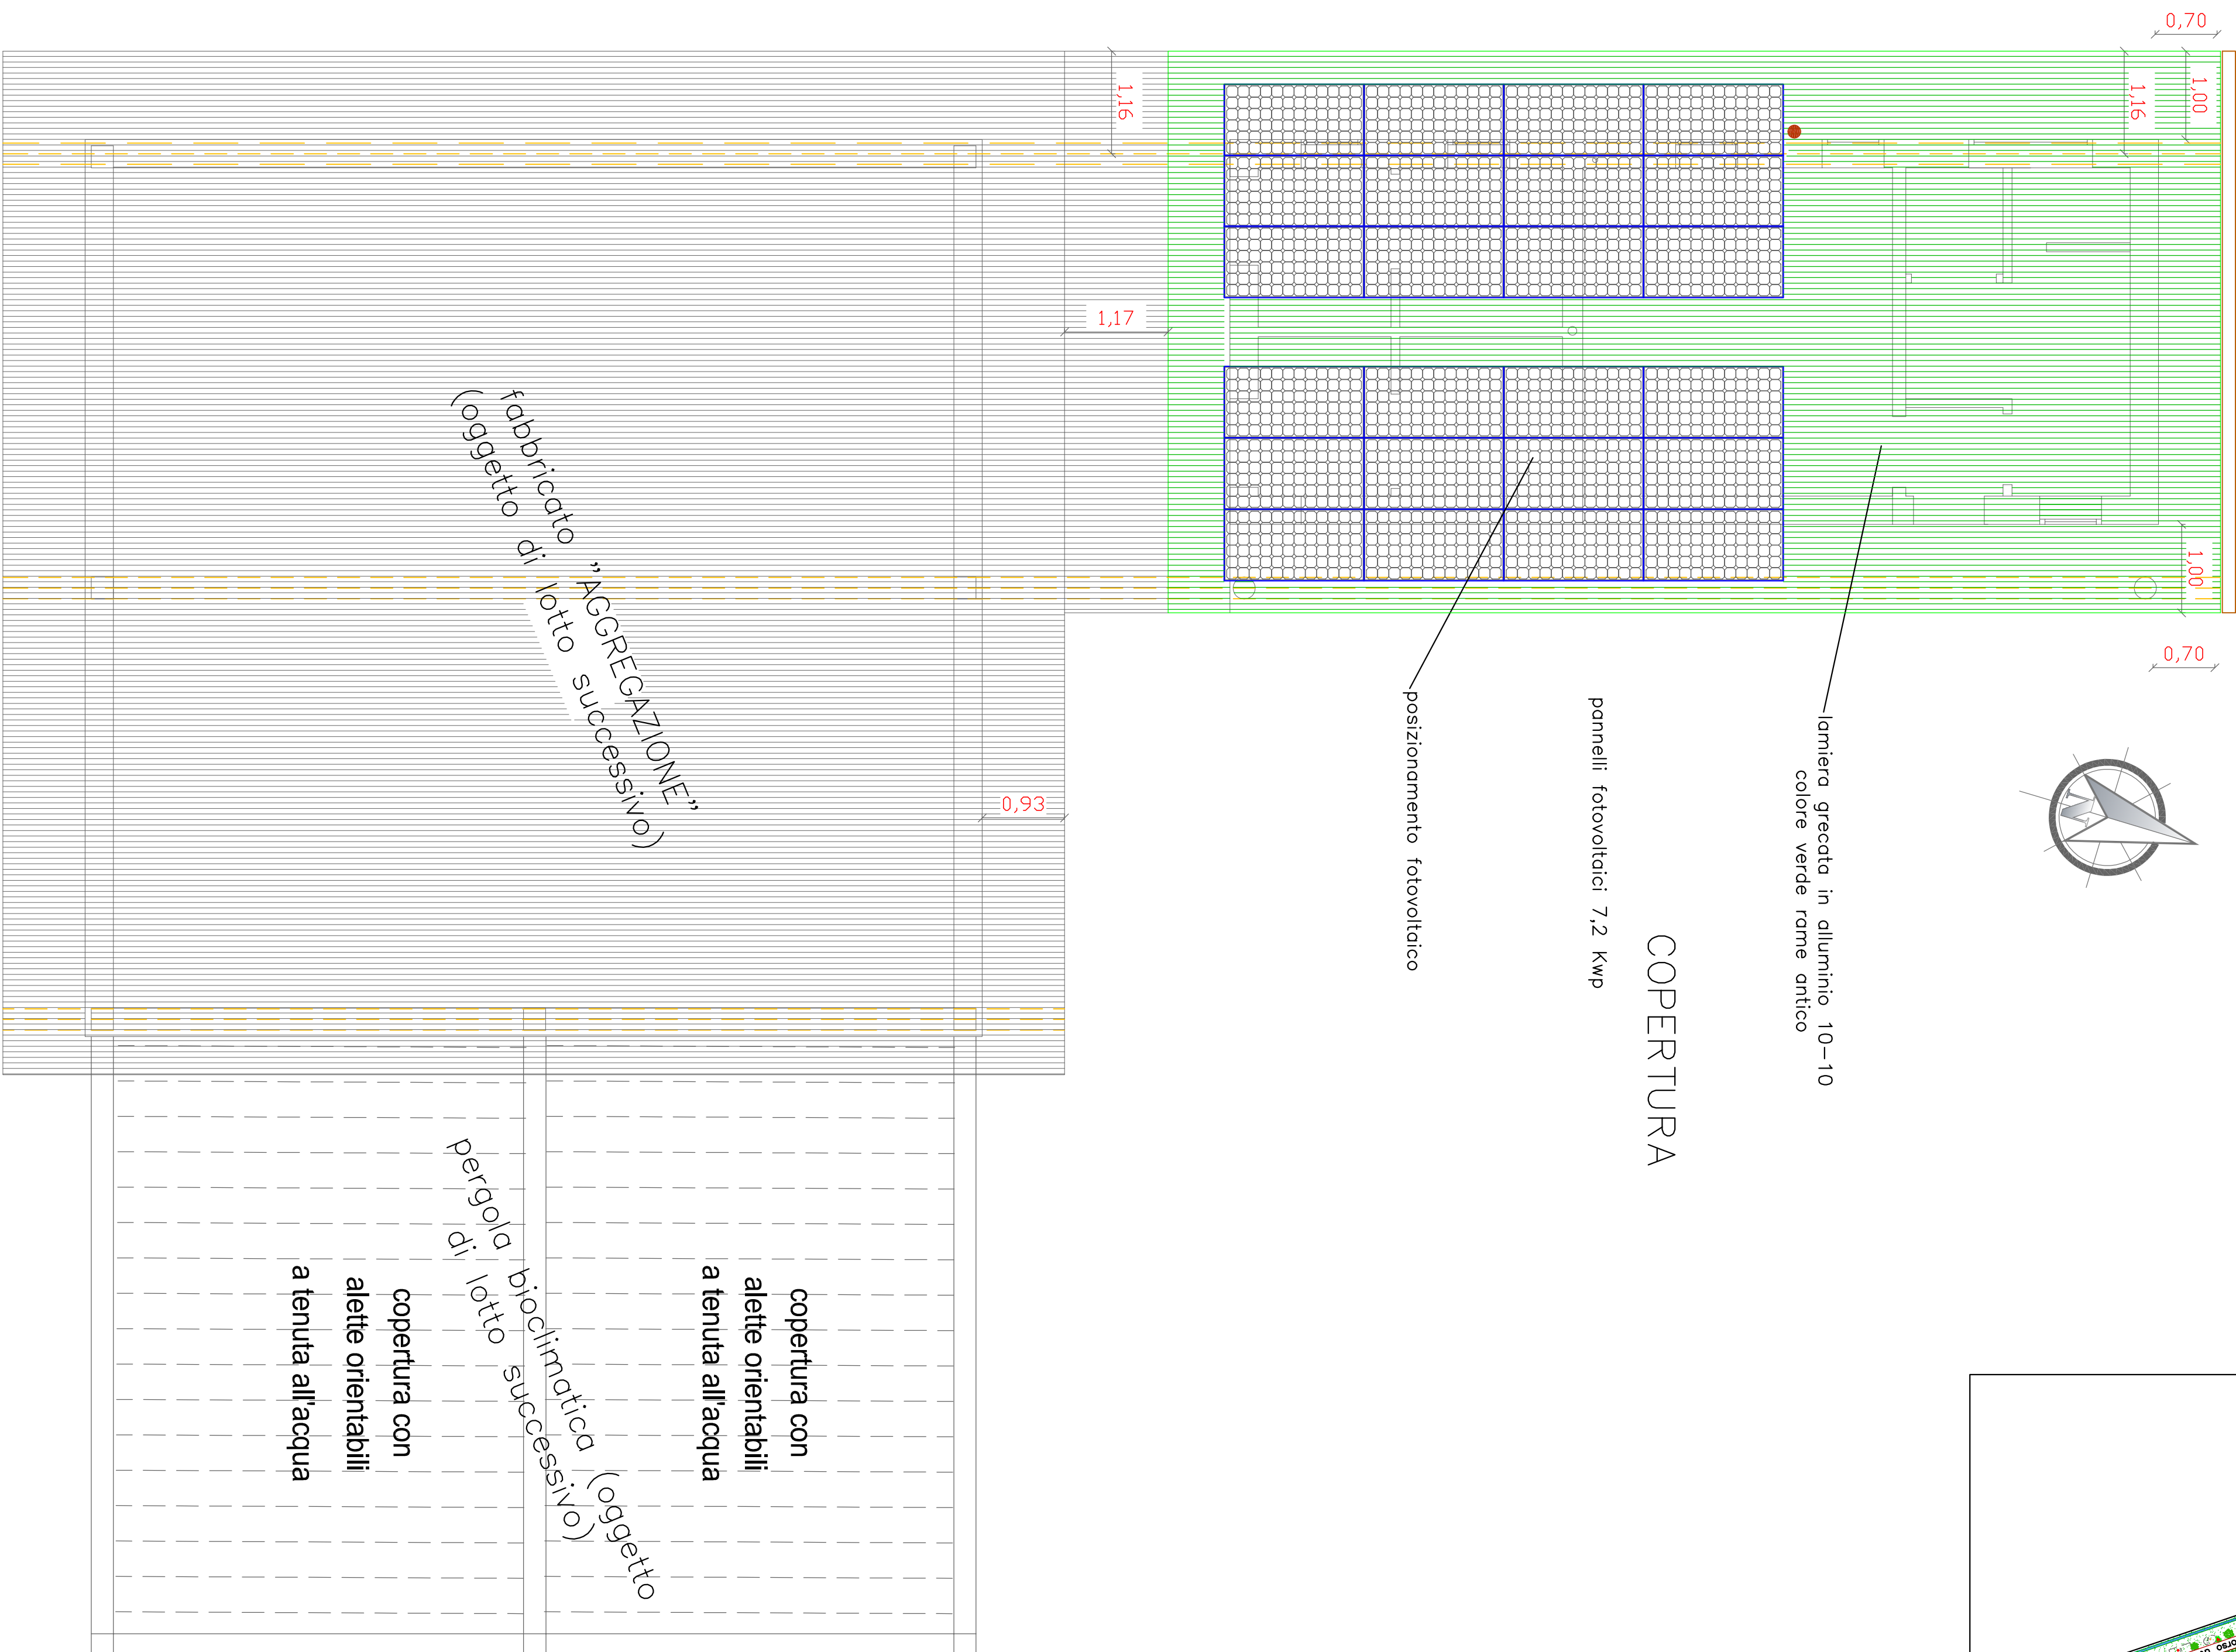 0,70
1,00
1,16
1,16
1,17
1,00
0,70
0,93
fabbricato "AGGREGAZIONE"
(oggetto di lotto successivo)
lamiera grecata in alluminio 10-10
colore verde rame antico
COPERTURA
pannelli fotovoltaici 7,2 Kwp
posizionamento fotovoltaico
pergola bioclimatica (oggetto
di lotto successivo)
copertura con
alette orientabili
a tenuta all'acqua
copertura con
alette orientabili
a tenuta all'acqua